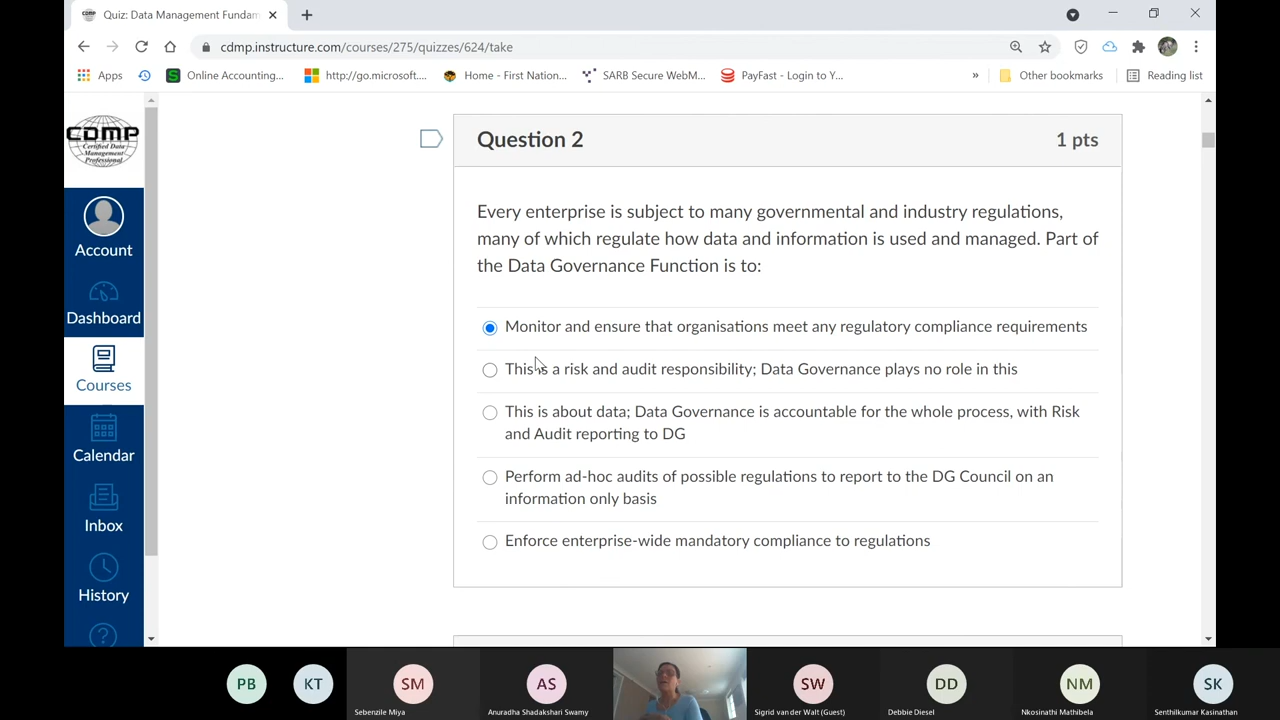 Quiz: Data Management Fundam
cdmp.instructure.com/courses/275/quizzes/624/take
Apps
Online Accounting...
http://go.microsoft....
Home - First Nation...
SARB Secure WebM...
PayFast - Login to Y...
»
Other bookmarks
Reading list
CDMP
Certified Data
Management
Professional
Account
Dashboard
Courses
Calendar
Inbox
History
Question 2
1 pts
Every enterprise is subject to many governmental and industry regulations,
many of which regulate how data and information is used and managed. Part of
the Data Governance Function is to:
Monitor and ensure that organisations meet any regulatory compliance requirements
This is a risk and audit responsibility; Data Governance plays no role in this
This is about data; Data Governance is accountable for the whole process, with Risk
and Audit reporting to DG
Perform ad-hoc audits of possible regulations to report to the DG Council on an
information only basis
Enforce enterprise-wide mandatory compliance to regulations
PB
KT
SM
Sebenzile Miya
AS
Anuradha Shadakshari Swamy
SW
Sigrid van der Walt (Guest)
DD
Debbie Diesel
NM
Nkosinathi Mathibela
SK
Senthilkumar Kasinathan